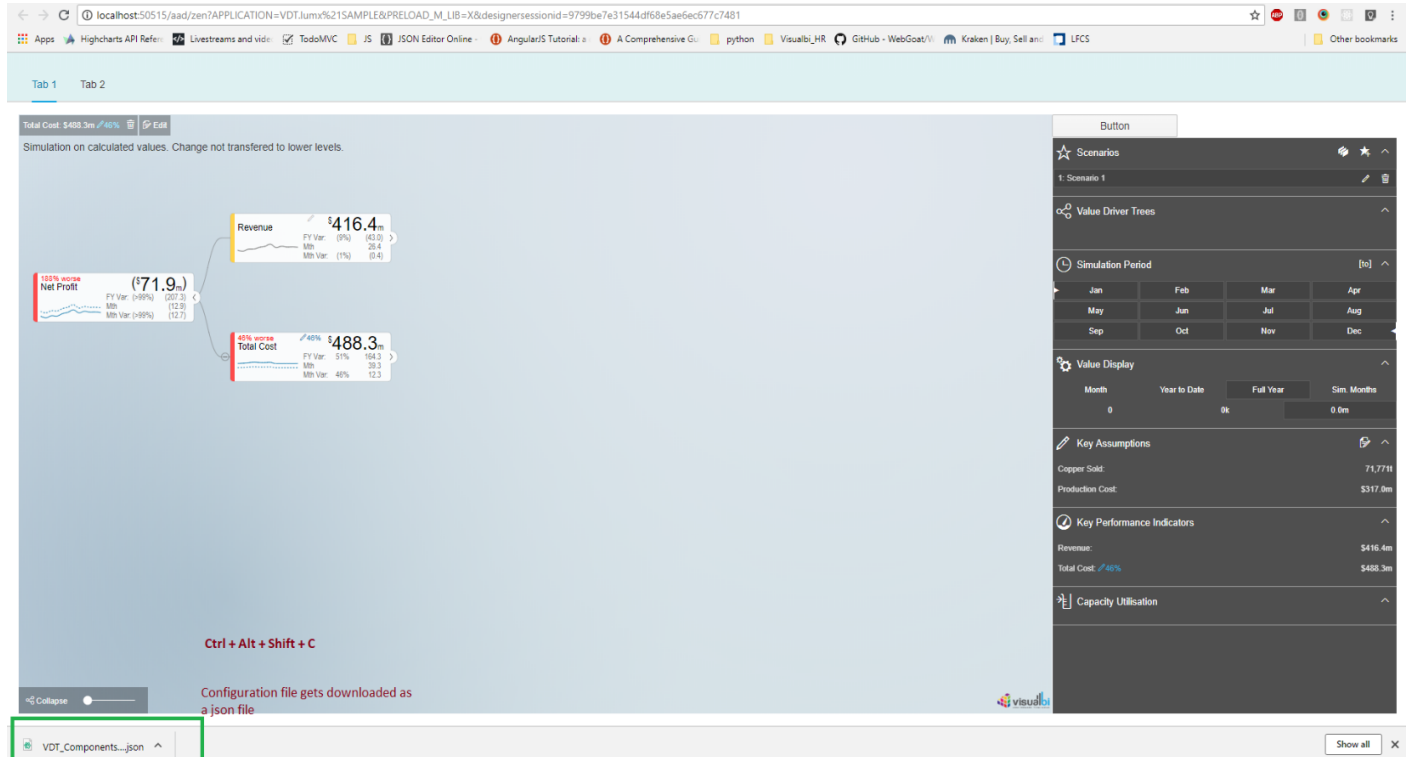 localhost:50515/aad/zen?APPLICATION=VDT.lumx%21SAMPLE&PRELOAD_M_LIB=X&designersessionid=9799be7e31544df68e5ae6ec677c7481
Apps Highcharts API Refere Livestreams and vide TodoMVC JS JSON Editor Online - AngularJS Tutorial: a A Comprehensive Gu python Visualbi_HR GitHub - WebGoat/ Kraken | Buy, Sell and LFCS Other bookmarks
Tab 1 Tab 2
Total Cost: $488.3m 46% Edit
Simulation on calculated values. Change not transfered to lower levels.
Revenue $416.4m
FY Var: (9%) (43.0)
Mth 26.4
Mth Var: (1%) (0.4)
Net Profit ($71.9m)
FY Var: (>99%) (207.3)
Mth (12.9)
Mth Var: (>99%) (12.7)
46% worse 46%
Total Cost $488.3m
FY Var: 51% 164.3
Mth 39.3
Mth Var: 46% 12.3
Ctrl + Alt + Shift + C
Configuration file gets downloaded as
a json file
Collapse
visualbi
Button
Scenarios
1: Scenario 1
Value Driver Trees
Simulation Period [to]
Jan Feb Mar Apr
May Jun Jul Aug
Sep Oct Nov Dec
Value Display
Month Year to Date Full Year Sim. Months
0 0k 0.0m
Key Assumptions
Copper Sold: 71,771t
Production Cost: $317.0m
Key Performance Indicators
Revenue: $416.4m
Total Cost: 46% $488.3m
Capacity Utilisation
VDT_Components....json
Show all